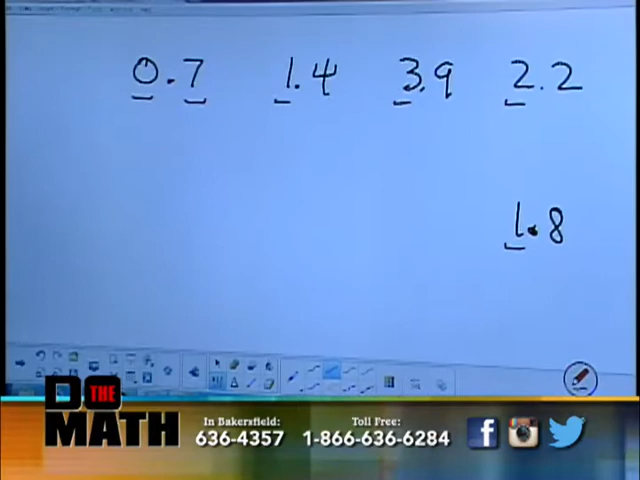 0.7 1.4 3.9 2.2
1.8
DO THE MATH
In Bakersfield: 636-4357
Toll Free: 1-866-636-6284